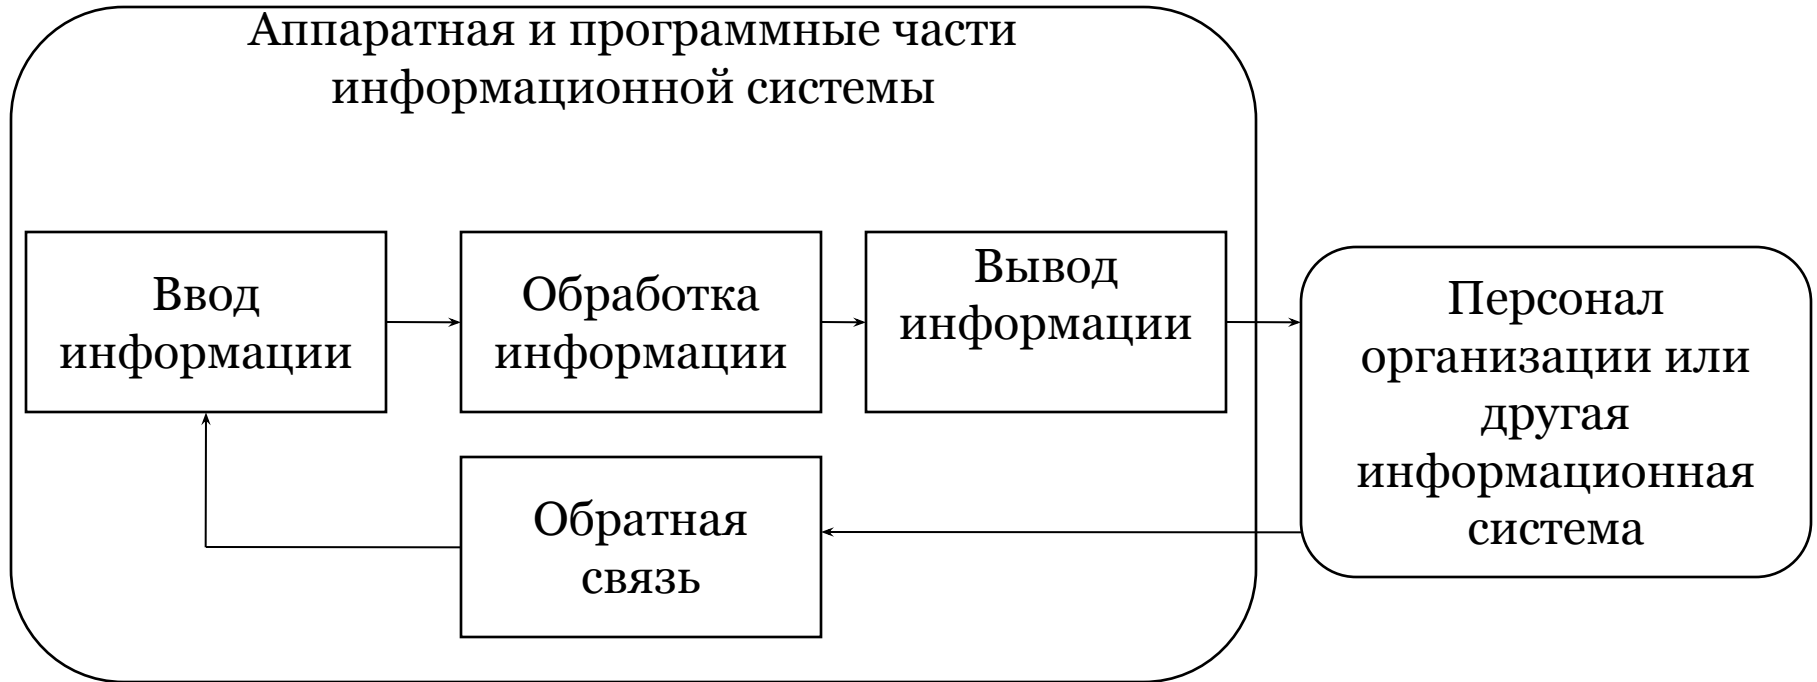 Аппаратная и программные части
информационной системы
Ввод
информации
Обработка
информации
Вывод
информации
Персонал
организации или
другая
информационная
система
Обратная
связь